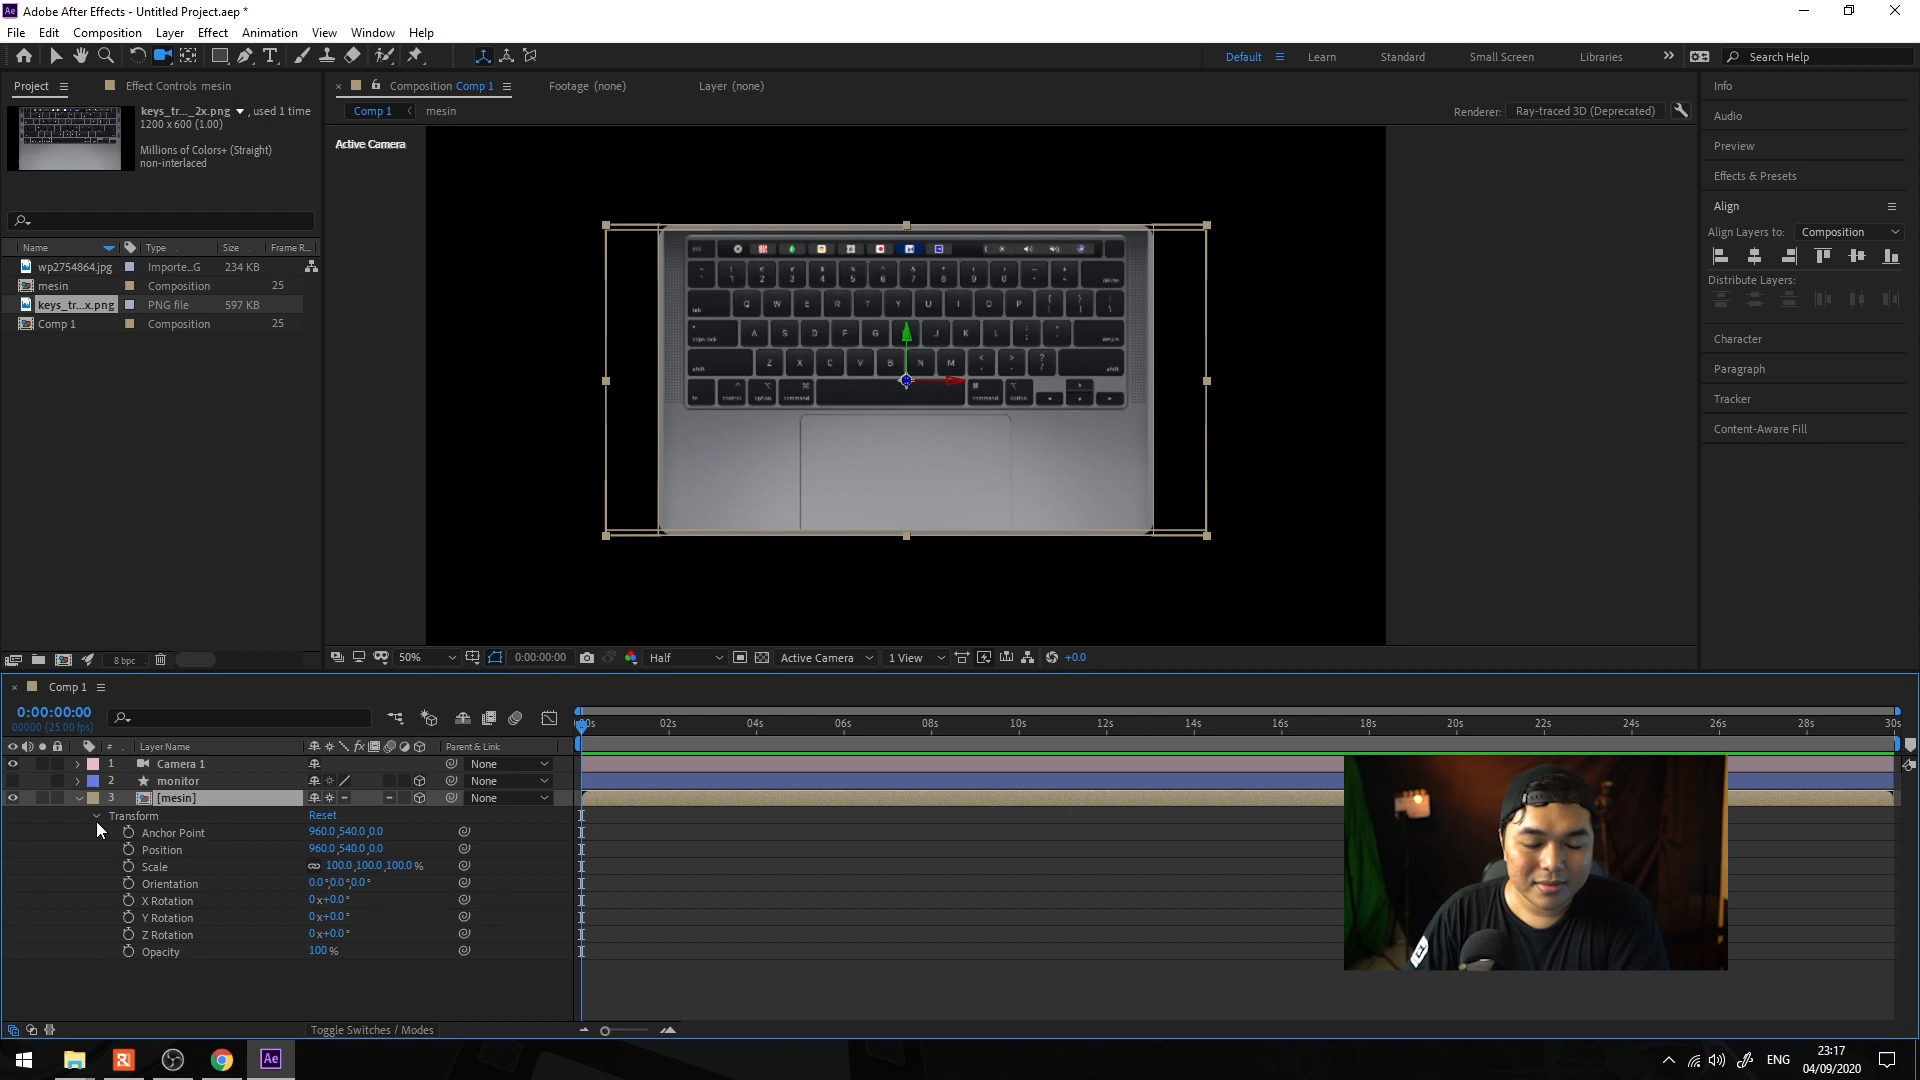 Adobe After Effects - Untitled Project.aep *
File Edit Composition Layer Effect Animation View Window Help
Default Learn Standard Small Screen Libraries Search Help
Project Effect Controls mesin
Composition Comp 1 Footage (none) Layer (none)
keys_tr..._2x.png , used 1 time
1200 x 600 (1.00)
Millions of Colors+ (Straight)
non-interlaced
Comp 1 mesin
Renderer: Ray-traced 3D (Deprecated)
Active Camera
Name Type Size Frame R...
wp2754864.jpg Importe...G 234 KB
mesin Composition 25
keys_tr...x.png PNG file 597 KB
Comp 1 Composition 25
Q W E R T Y U I O P
A S D F G J K L
Z X C V B N M
Info
Audio
Preview
Effects & Presets
Align
Align Layers to: Composition
Distribute Layers:
Character
Paragraph
Tracker
Content-Aware Fill
8 bpc
50% 0:00:00:00 Half Active Camera 1 View +0.0
Comp 1
0:00:00:00
00000 (25.00 fps)
02s 04s 06s 08s 10s 12s 14s 16s 18s 20s 22s 24s 26s 28s 30s
# Layer Name Parent & Link
1 Camera 1 None
2 monitor None
3 [mesin] None
Transform Reset
Anchor Point 960.0,540.0,0.0
Position 960.0,540.0,0.0
Scale 100.0,100.0,100.0 %
Orientation 0.0°,0.0°,0.0°
X Rotation 0x+0.0°
Y Rotation 0x+0.0°
Z Rotation 0x+0.0°
Opacity 100 %
Toggle Switches / Modes
ENG 23:17
04/09/2020